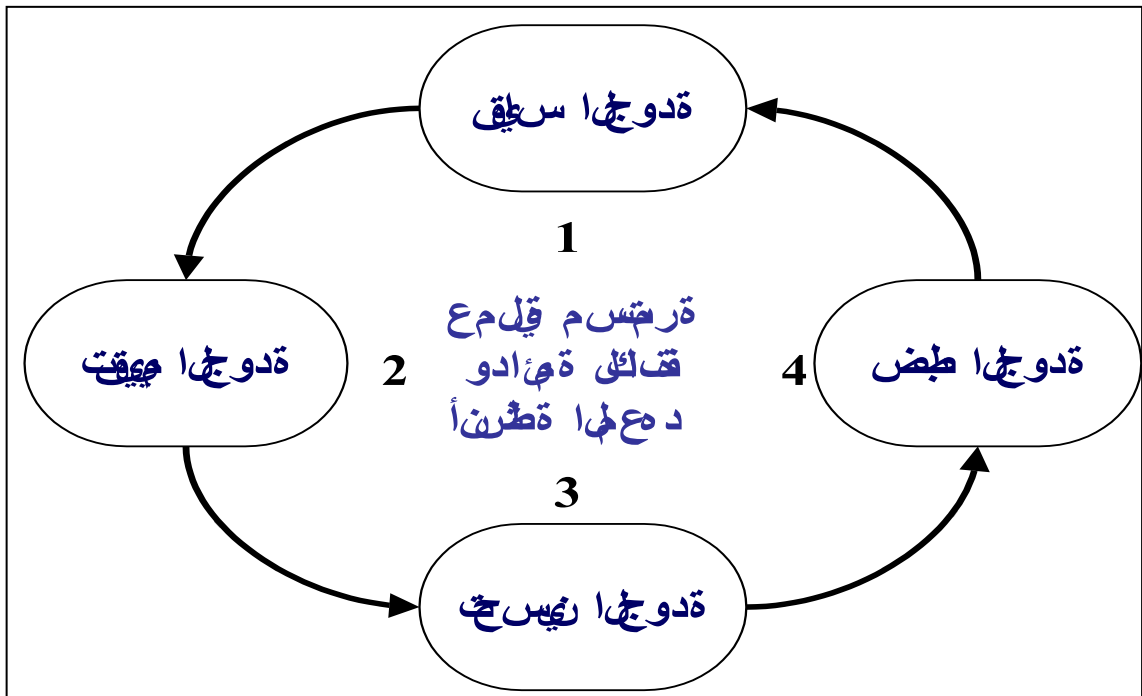 قياس الجودة
1
عملية مستمرة
ودائمة لكافة
أنشطة المعهد
2
تقييم الجودة
4
ضبط الجودة
3
تحسين الجودة